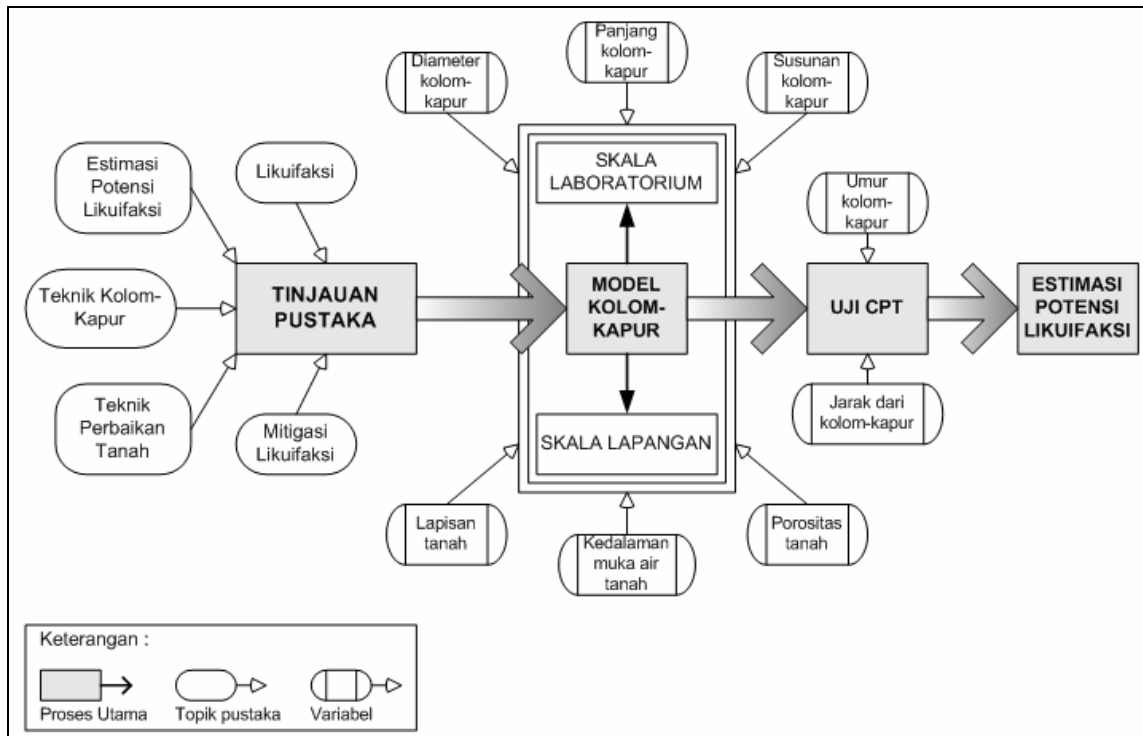 Panjang
kolom-
kapur
Diameter
kolom-
kapur
Susunan
kolom-
kapur
Estimasi
Potensi
Likuifaksi
Likuifaksi
SKALA
LABORATORIUM
Umur
kolom-
kapur
Teknik Kolom-
Kapur
TINJAUAN
PUSTAKA
MODEL
KOLOM-
KAPUR
UJI CPT
ESTIMASI
POTENSI
LIKUIFAKSI
Teknik
Perbaikan
Tanah
Mitigasi
Likuifaksi
SKALA LAPANGAN
Jarak dari
kolom-kapur
Lapisan
tanah
Kedalaman
muka air
tanah
Porositas
tanah
Keterangan :
Proses Utama
Topik pustaka
Variabel